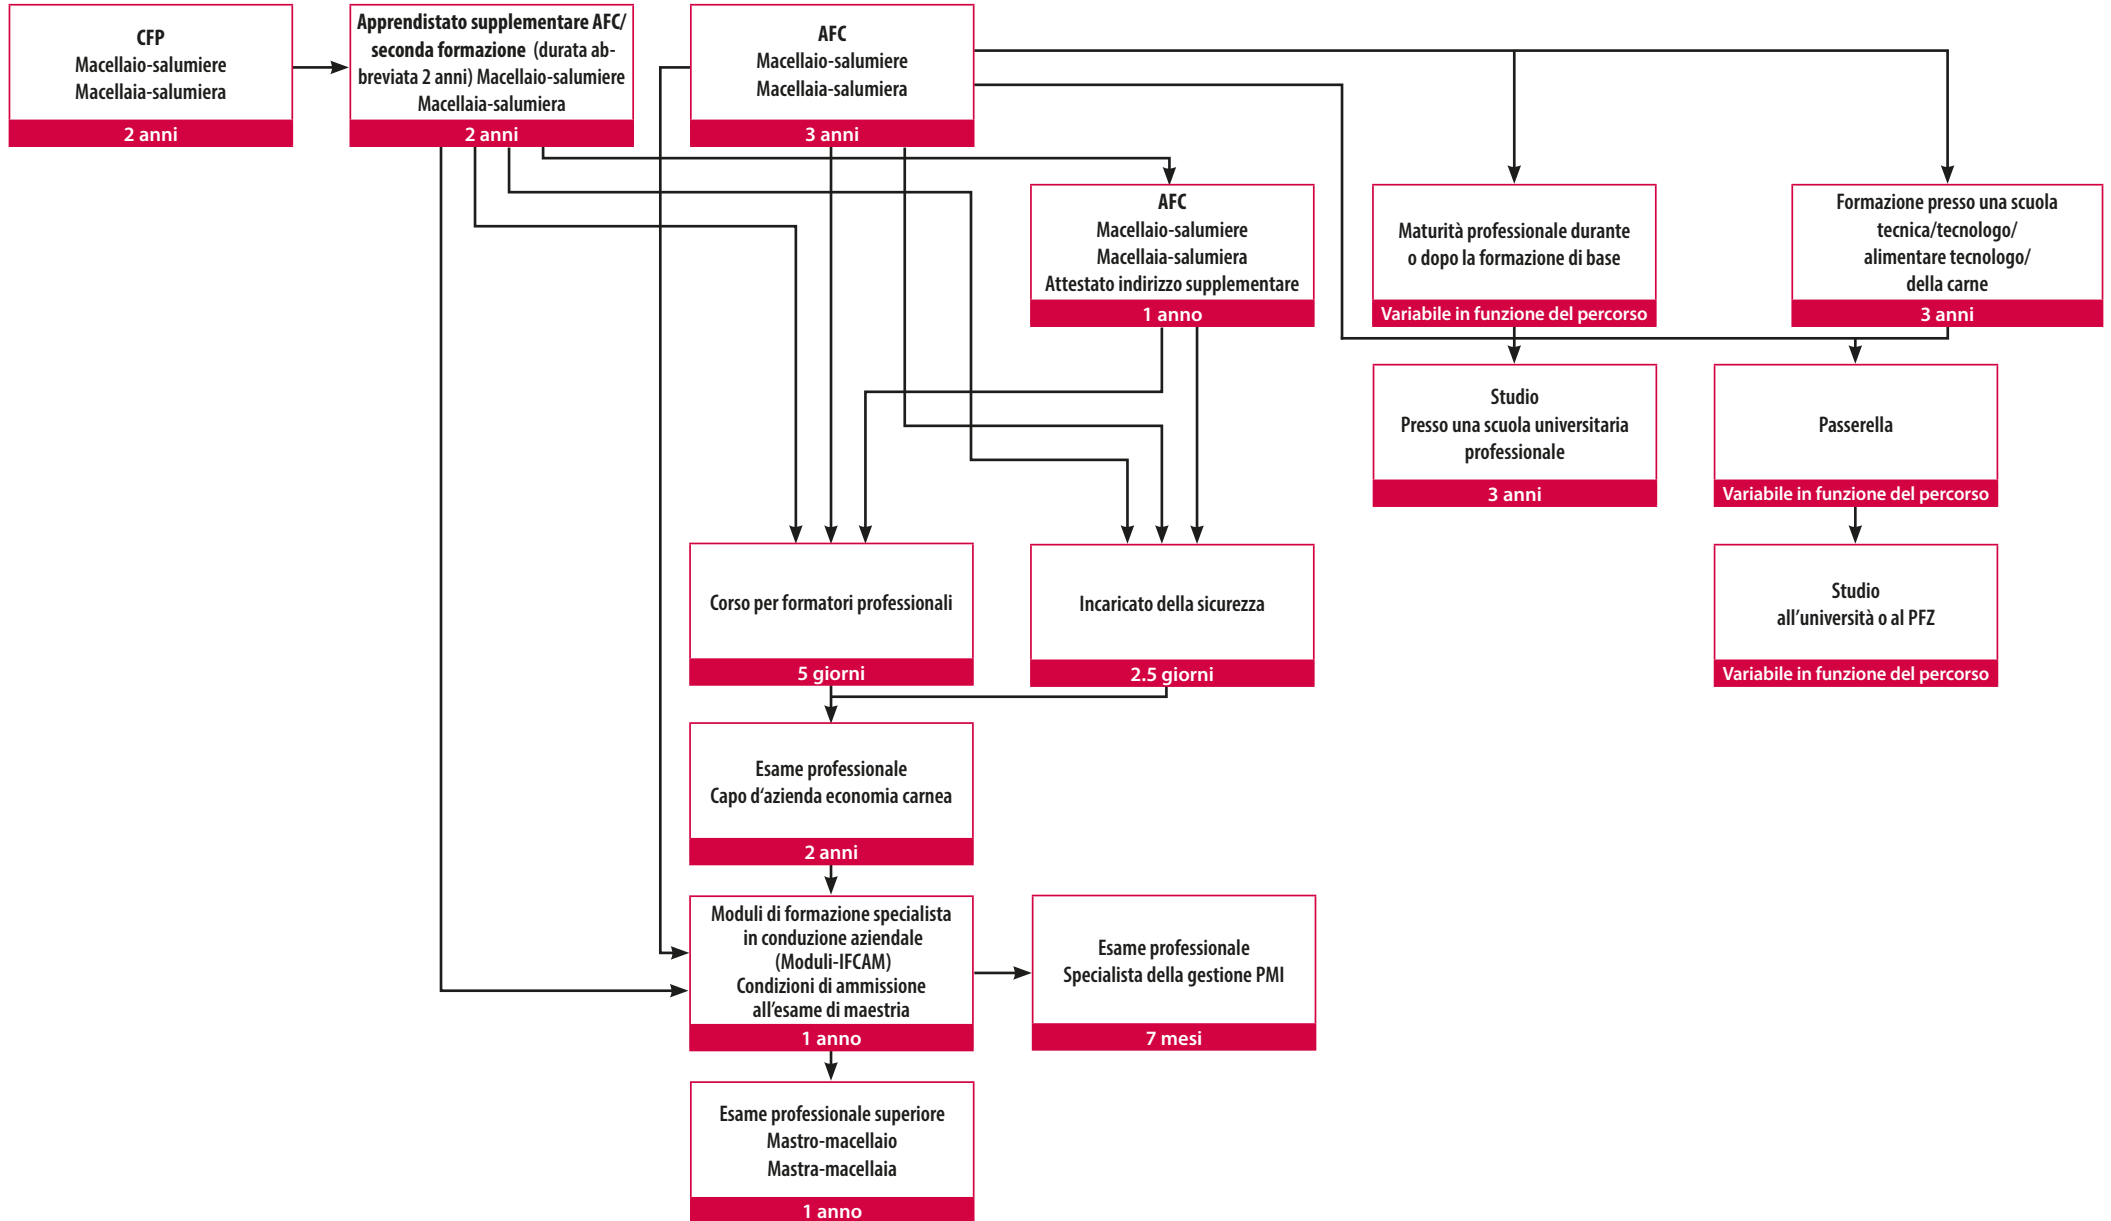 CFP
Macellaio-salumiere
Macellaia-salumiera
2 anni
Apprendistato supplementare AFC/
seconda formazione (durata ab-
breviata 2 anni) Macellaio-salumiere
Macellaia-salumiera
2 anni
AFC
Macellaio-salumiere
Macellaia-salumiera
3 anni
AFC
Macellaio-salumiere
Macellaia-salumiera
Attestato indirizzo supplementare
1 anno
Maturità professionale durante
o dopo la formazione di base
Variabile in funzione del percorso
Formazione presso una scuola
tecnica/tecnologo/
alimentare tecnologo/
della carne
3 anni
Studio
Presso una scuola universitaria
professionale
3 anni
Passerella
Variabile in funzione del percorso
Corso per formatori professionali
5 giorni
Incaricato della sicurezza
2.5 giorni
Studio
all'università o al PFZ
Variabile in funzione del percorso
Esame professionale
Capo d‘azienda economia carnea
2 anni
Moduli di formazione specialista
in conduzione aziendale
(Moduli-IFCAM)
Condizioni di ammissione
all’esame di maestria
1 anno
Esame professionale
Specialista della gestione PMI
7 mesi
Esame professionale superiore
Mastro-macellaio
Mastra-macellaia
1 anno